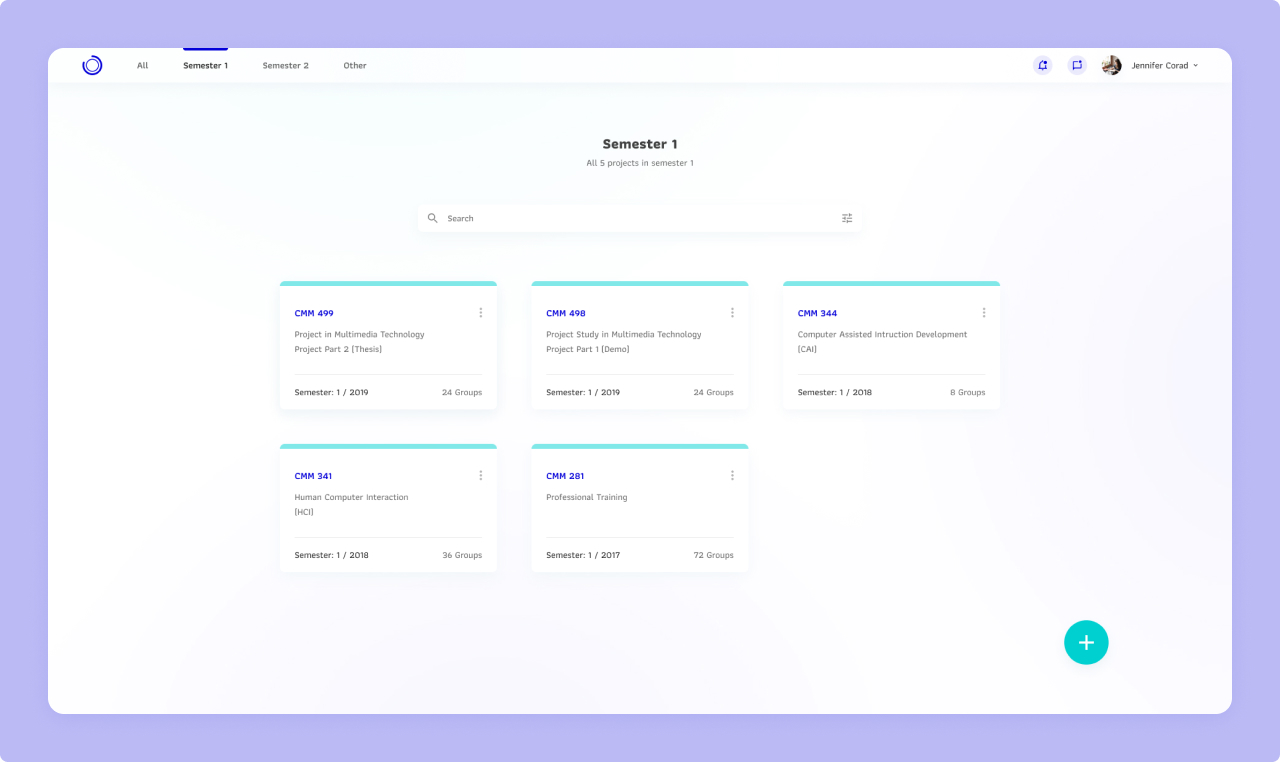 All
Semester 1
Semester 2
Other
Jennifer Corad
Semester 1
All 5 projects in semester 1
Search
CMM 499
Project in Multimedia Technology
Project Part 2 [Thesis]
Semester: 1 / 2019
24 Groups
CMM 498
Project Study in Multimedia Technology
Project Part 1 [Demo]
Semester: 1 / 2019
24 Groups
CMM 344
Computer Assisted Intruction Development
[CAI]
Semester: 1 / 2018
8 Groups
CMM 341
Human Computer Interaction
[HCI]
Semester: 1 / 2018
36 Groups
CMM 281
Professional Training
Semester: 1 / 2017
72 Groups